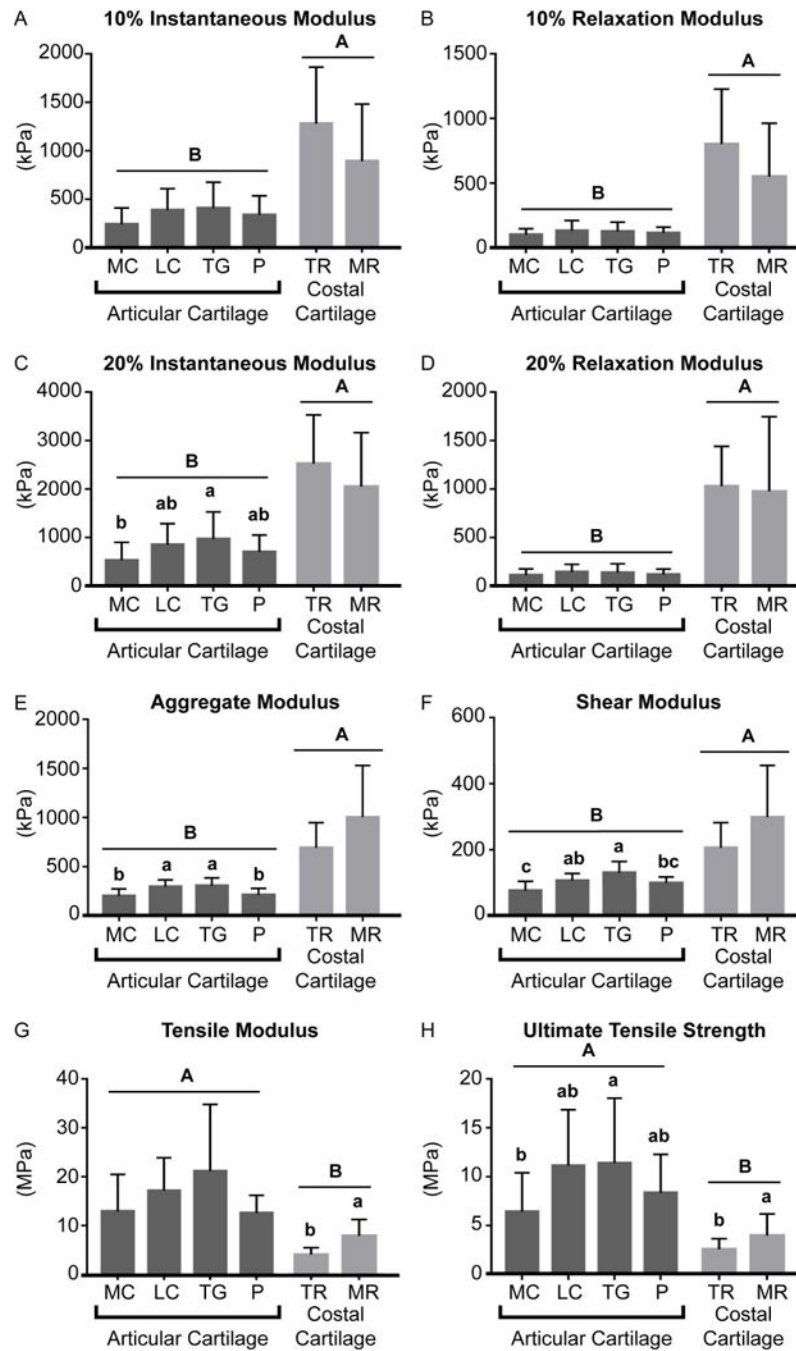 A 10% Instantaneous Modulus
2000
1500
1000
500
0
(kPa)
A
B
MC LC TG P TR MR
Articular Cartilage
Costal
Cartilage
B 10% Relaxation Modulus
1500
1000
500
0
(kPa)
A
B
MC LC TG P TR MR
Articular Cartilage
Costal
Cartilage
C 20% Instantaneous Modulus
4000
3000
2000
1000
0
(kPa)
A
B
b ab a ab
MC LC TG P TR MR
Articular Cartilage
Costal
Cartilage
D 20% Relaxation Modulus
2000
1500
1000
500
0
(kPa)
A
B
MC LC TG P TR MR
Articular Cartilage
Costal
Cartilage
E Aggregate Modulus
2000
1500
1000
500
0
(kPa)
A
B
b a a b
MC LC TG P TR MR
Articular Cartilage
Costal
Cartilage
F Shear Modulus
600
400
200
0
(kPa)
A
B
c ab a bc
MC LC TG P TR MR
Articular Cartilage
Costal
Cartilage
G Tensile Modulus
40
30
20
10
0
(MPa)
A
B
b a
MC LC TG P TR MR
Articular Cartilage
Costal
Cartilage
H Ultimate Tensile Strength
20
15
10
5
0
(MPa)
A
b ab a ab
B
b a
MC LC TG P TR MR
Articular Cartilage
Costal
Cartilage